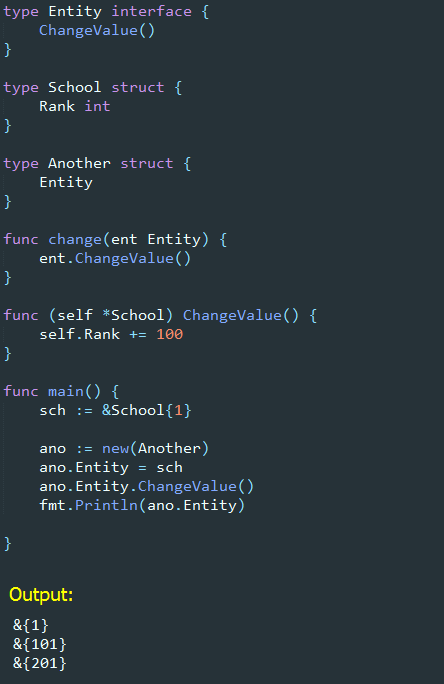 type Entity interface {
    ChangeValue()
}

type School struct {
    Rank int
}

type Another struct {
    Entity
}

func change(ent Entity) {
    ent.ChangeValue()
}

func (self *School) ChangeValue() {
    self.Rank += 100
}

func main() {
    sch := &School{1}

    ano := new(Another)
    ano.Entity = sch
    ano.Entity.ChangeValue()
    fmt.Println(ano.Entity)

}

Output:
&{1}
&{101}
&{201}